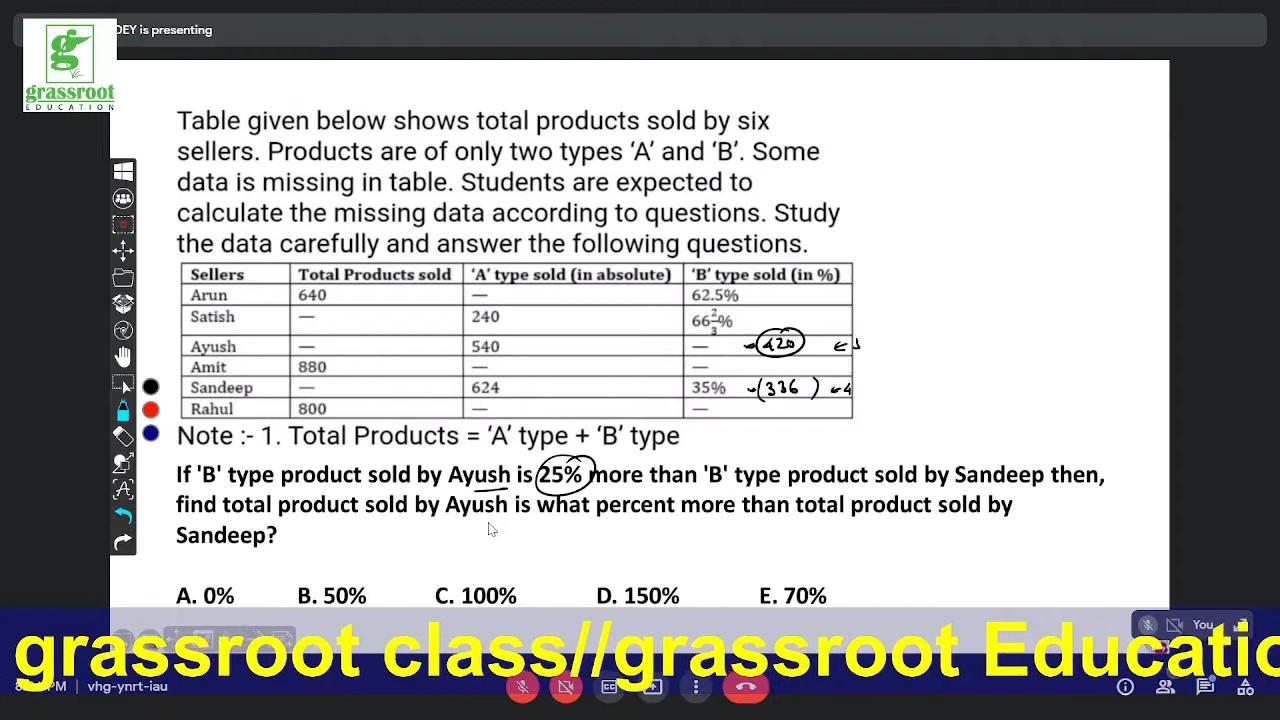 DEY is presenting
g
grassroot
EDUCATION
Table given below shows total products sold by six
sellers. Products are of only two types ‘A’ and ‘B’. Some
data is missing in table. Students are expected to
calculate the missing data according to questions. Study
the data carefully and answer the following questions.
Sellers Total Products sold ‘A’ type sold (in absolute) ‘B’ type sold (in %)
Arun 640 — 62.5%
Satish — 240 66 2/3%
Ayush — 540 — 420
Amit 880 — —
Sandeep — 624 35% (336) 4
Rahul 800 — —
Note :- 1. Total Products = ‘A’ type + ‘B’ type
If 'B' type product sold by Ayush is 25% more than 'B' type product sold by Sandeep then,
find total product sold by Ayush is what percent more than total product sold by
Sandeep?
A. 0% B. 50% C. 100% D. 150% E. 70%
You
grassroot class//grassroot Educatio
PM vhg-ynrt-iau